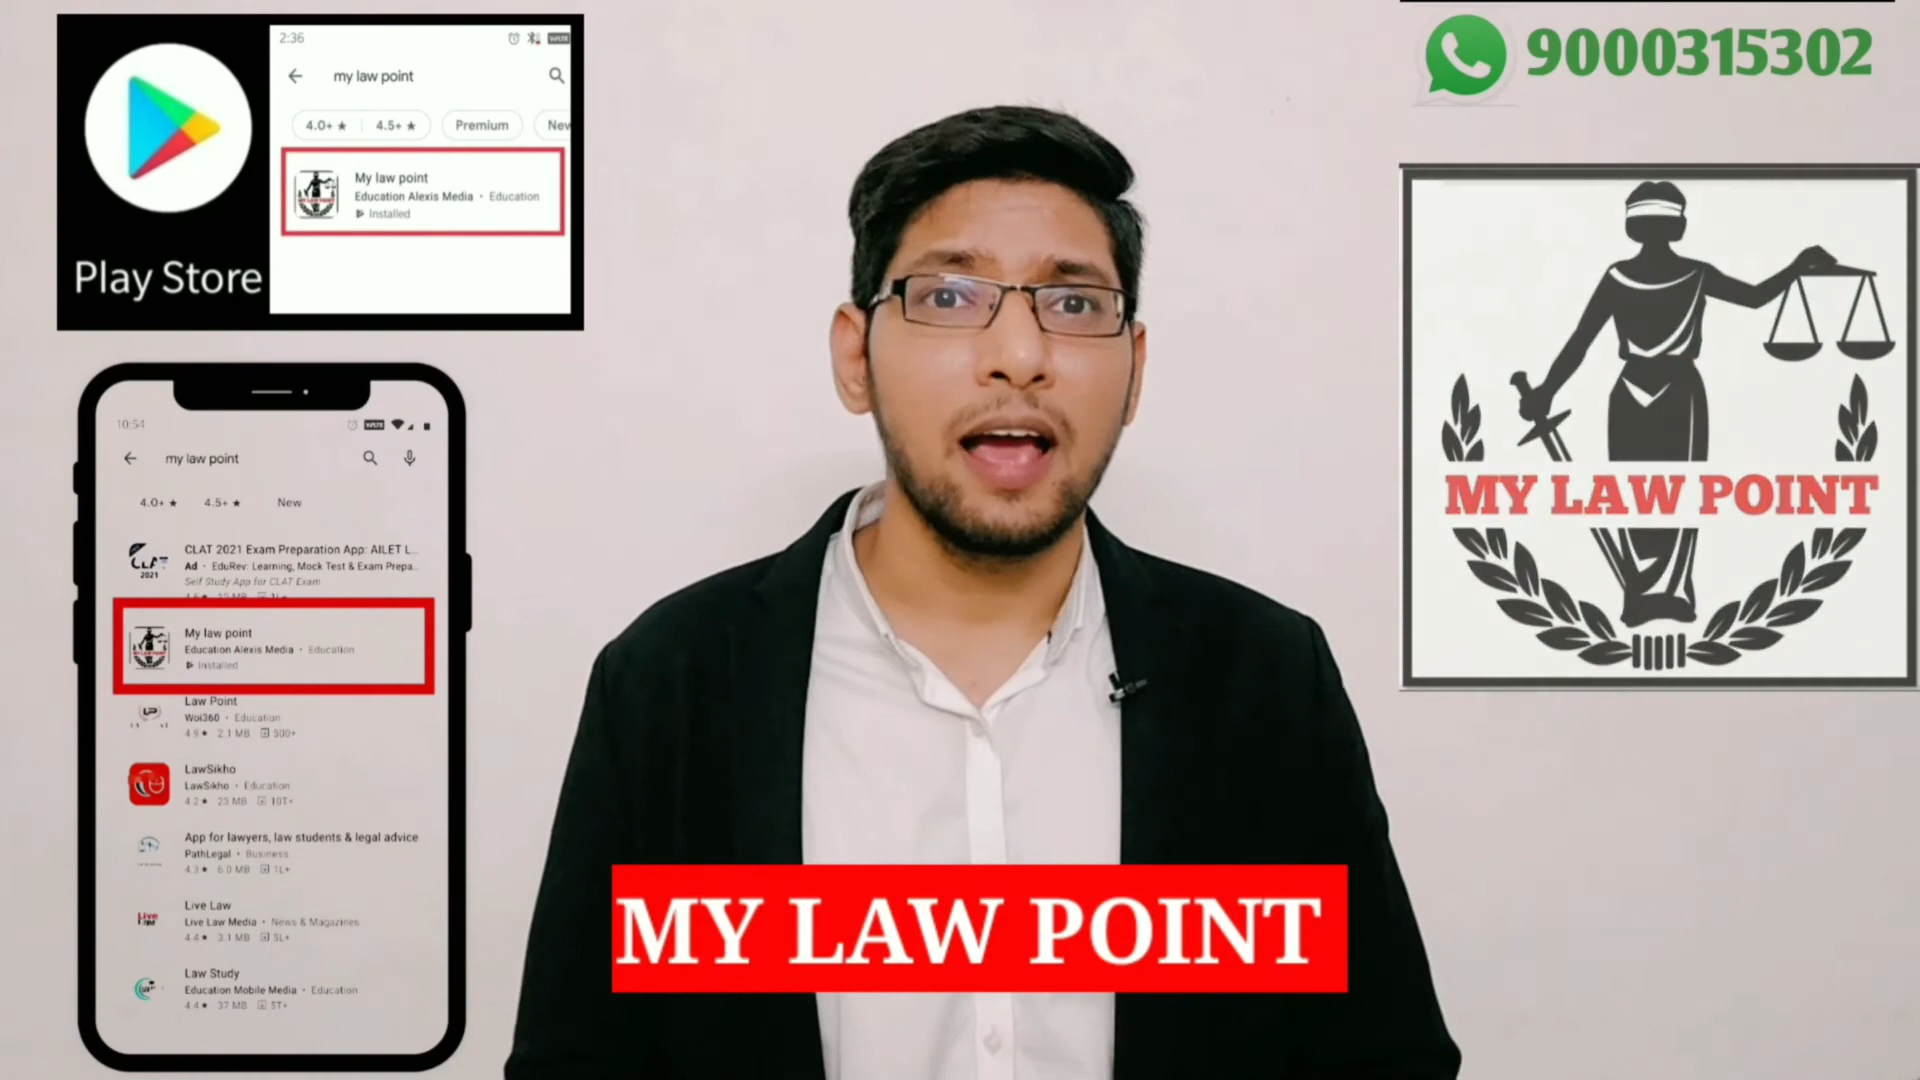 2:36
my law point
4.0+ ★ 4.5+ ★ Premium New
My law point
Education Alexis Media • Education
Installed
Play Store
9000315302
MY LAW POINT
10:54
my law point
4.0+ ★ 4.5+ ★ New
CLAT 2021 Exam Preparation App: AILET L...
Ad • EduRev: Learning, Mock Test & Exam Prepa..
Self Study App for CLAT Exam
CLAT
2021
My law point
Education Alexis Media • Education
Installed
Law Point
Woi360 • Education
4.9 ★ 2.1 MB 500+
LawSikho
LawSikho • Education
4.2 ★ 23 MB 10T+
App for lawyers, law students & legal advice
PathLegal • Business
4.3 ★ 6.0 MB 1L+
Live Law
Live Law Media • News & Magazines
4.4 ★ 3.1 MB 5L+
Law Study
Education Mobile Media • Education
4.4 ★ 37 MB 5T+
MY LAW POINT